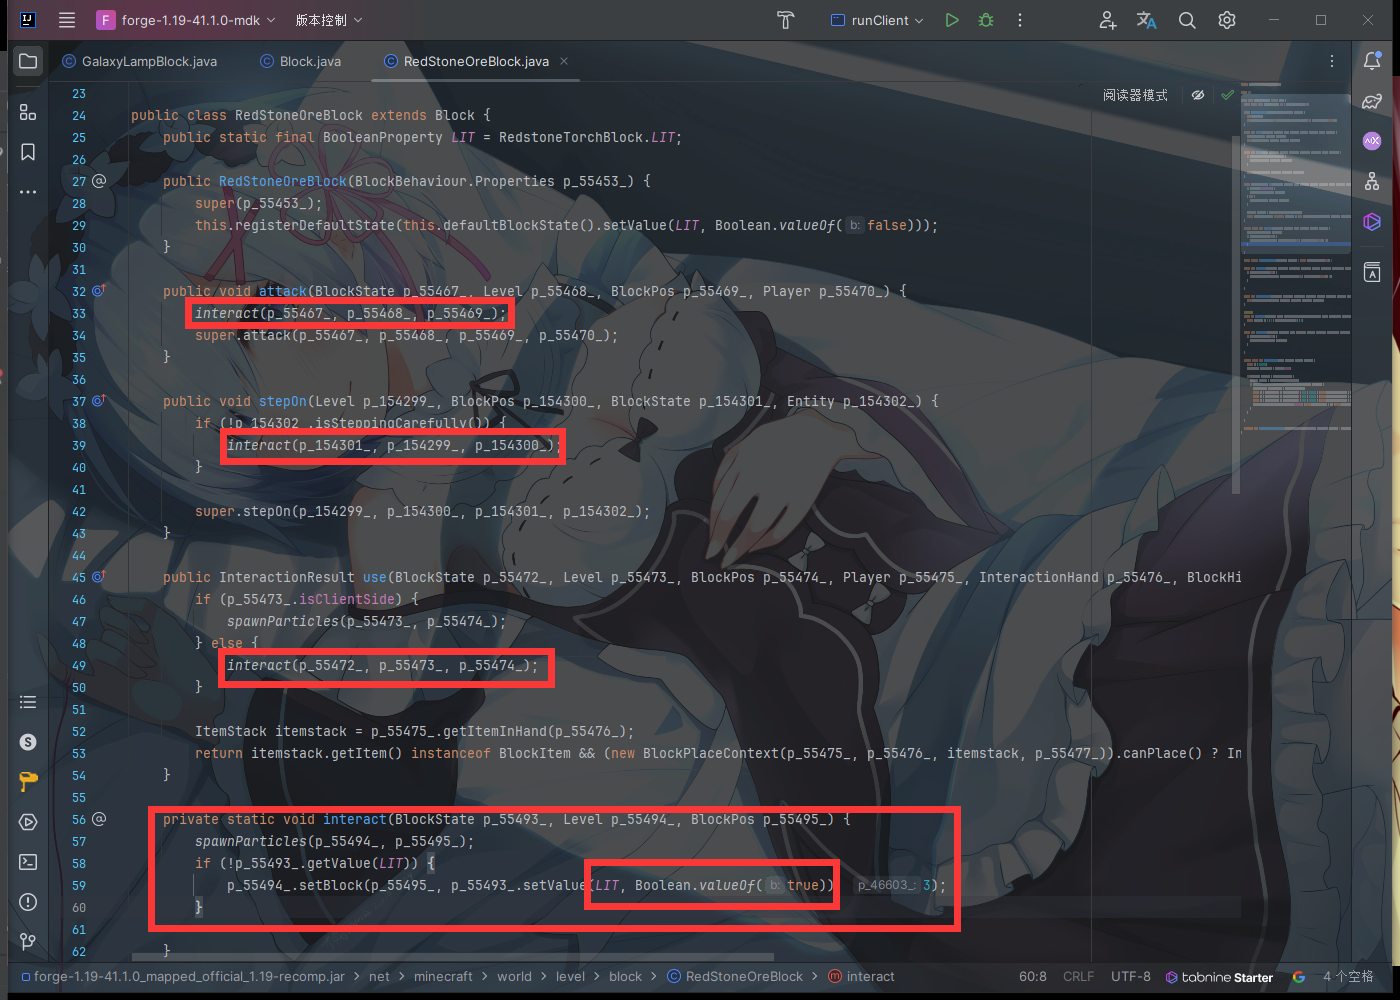 forge-1.19-41.1.0-mdk 版本控制 runClient
GalaxyLampBlock.java Block.java RedStoneOreBlock.java
阅读器模式
23
24 public class RedStoneOreBlock extends Block {
25 public static final BooleanProperty LIT = RedstoneTorchBlock.LIT;
26
27 @ public RedStoneOreBlock(BlockBehaviour.Properties p_55453_) {
28 super(p_55453_);
29 this.registerDefaultState(this.defaultBlockState().setValue(LIT, Boolean.valueOf( b: false)));
30 }
31
32 public void attack(BlockState p_55467_, Level p_55468_, BlockPos p_55469_, Player p_55470_) {
33 interact(p_55467_, p_55468_, p_55469_);
34 super.attack(p_55467_, p_55468_, p_55469_, p_55470_);
35 }
36
37 public void stepOn(Level p_154299_, BlockPos p_154300_, BlockState p_154301_, Entity p_154302_) {
38 if (!p_154302_.isSteppingCarefully()) {
39 interact(p_154301_, p_154299_, p_154300_);
40 }
41
42 super.stepOn(p_154299_, p_154300_, p_154301_, p_154302_);
43 }
44
45 public InteractionResult use(BlockState p_55472_, Level p_55473_, BlockPos p_55474_, Player p_55475_, InteractionHand p_55476_, BlockHi
46 if (p_55473_.isClientSide) {
47 spawnParticles(p_55473_, p_55474_);
48 } else {
49 interact(p_55472_, p_55473_, p_55474_);
50 }
51
52 ItemStack itemstack = p_55475_.getItemInHand(p_55476_);
53 return itemstack.getItem() instanceof BlockItem && (new BlockPlaceContext(p_55475_, p_55476_, itemstack, p_55477_)).canPlace() ? In
54 }
55
56 @ private static void interact(BlockState p_55493_, Level p_55494_, BlockPos p_55495_) {
57 spawnParticles(p_55494_, p_55495_);
58 if (!p_55493_.getValue(LIT)) {
59 p_55494_.setBlock(p_55495_, p_55493_.setValue(LIT, Boolean.valueOf( b: true)) p_46603_: 3);
60 }
61
62 }
forge-1.19-41.1.0_mapped_official_1.19-recomp.jar > net > minecraft > world > level > block > RedStoneOreBlock > interact 60:8 CRLF UTF-8 tabnine Starter 4 个空格